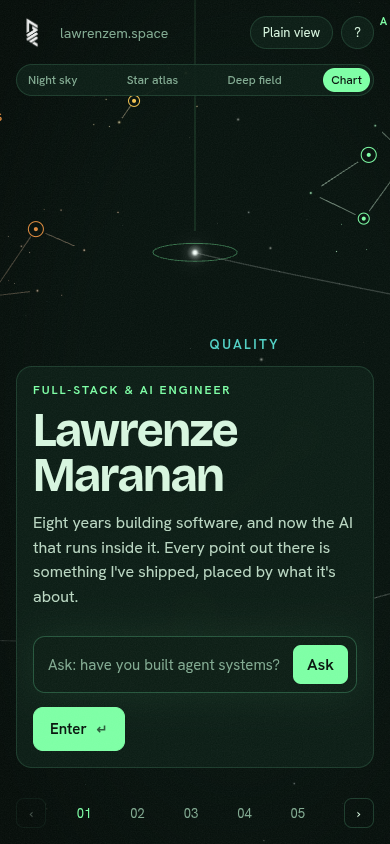 lawrenzem.space
Plain view
?
A
Night sky
Star atlas
Deep field
Chart
S
QUALITY
FULL-STACK & AI ENGINEER
Lawrenze
Maranan
Eight years building software, and now the AI
that runs inside it. Every point out there is
something I've shipped, placed by what it's
about.
Ask: have you built agent systems?
Ask
Enter ↵
‹
01
02
03
04
05
›